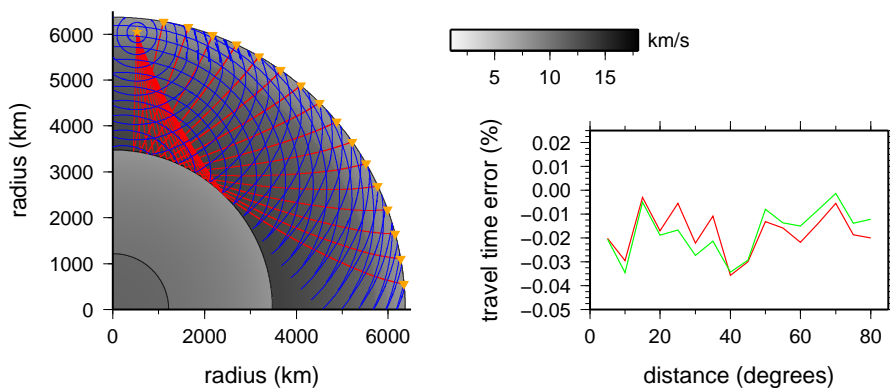 6000
5000
4000
3000
2000
1000
0
radius (km)
0 2000 4000 6000
radius (km)
km/s
5 10 15
0.02
0.01
0.00
−0.01
−0.02
−0.03
−0.04
−0.05
travel time error (%)
0 20 40 60 80
distance (degrees)